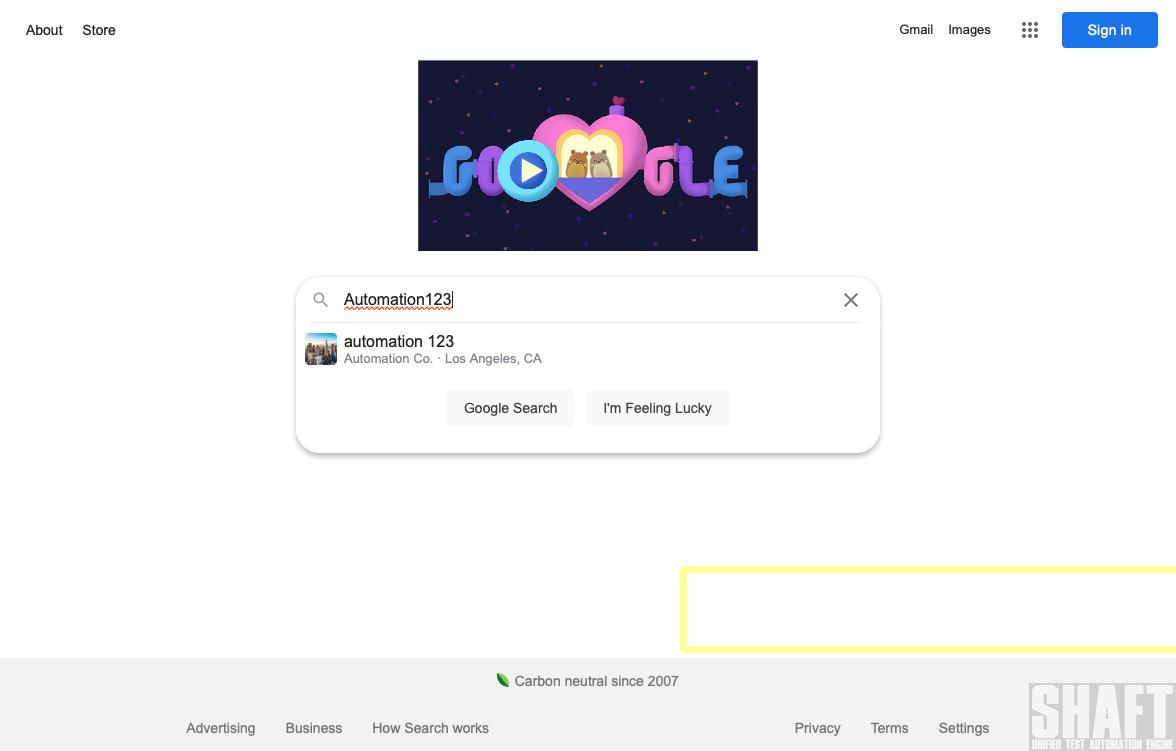 About Store
Gmail Images Sign in
GOOGLE
Automation123
automation 123
Automation Co. · Los Angeles, CA
Google Search I'm Feeling Lucky
Carbon neutral since 2007
Advertising Business How Search works Privacy Terms Settings
SHAFT
UNIFIED TEST AUTOMATION ENGINE